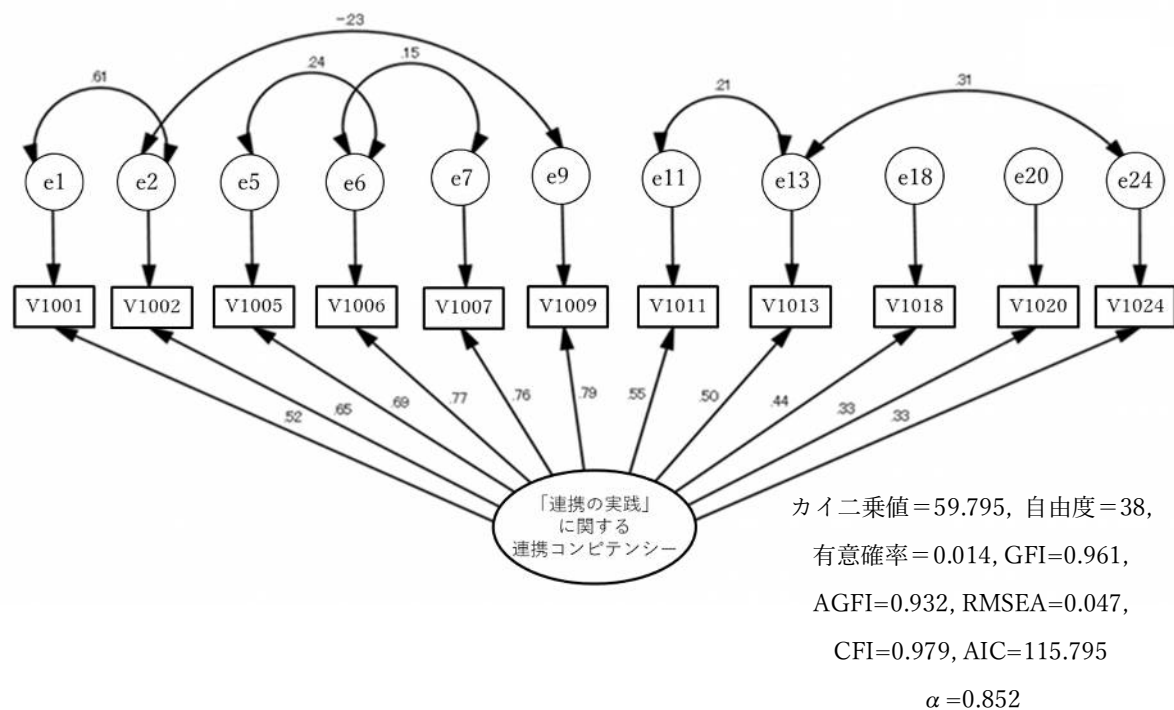 -.23
.61
.24
.15
.21
.31
e1
e2
e5
e6
e7
e9
e11
e13
e18
e20
e24
V1001
V1002
V1005
V1006
V1007
V1009
V1011
V1013
V1018
V1020
V1024
.52
.65
.69
.77
.76
.79
.55
.50
.44
.33
.33
「連携の実践」
に関する
連携コンピテンシー
カイ二乗値=59.795, 自由度=38,
有意確率=0.014, GFI=0.961,
AGFI=0.932, RMSEA=0.047,
CFI=0.979, AIC=115.795
α=0.852